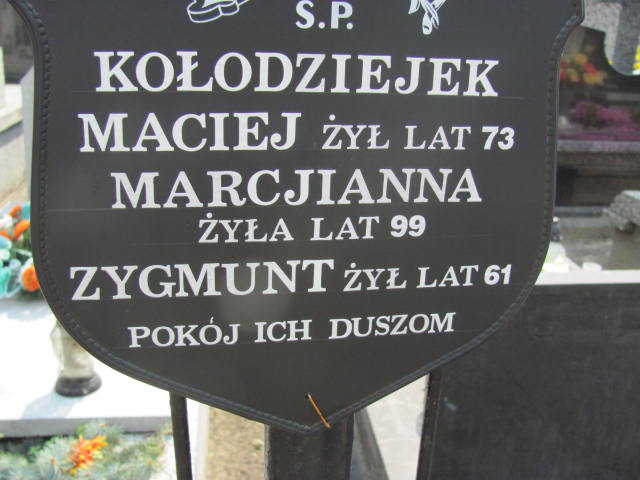 S.P.
KOŁODZIEJEK
MACIEJ ŻYŁ LAT 73
MARCJIANNA
ŻYŁA LAT 99
ZYGMUNT ŻYŁ LAT 61
POKÓJ ICH DUSZOM